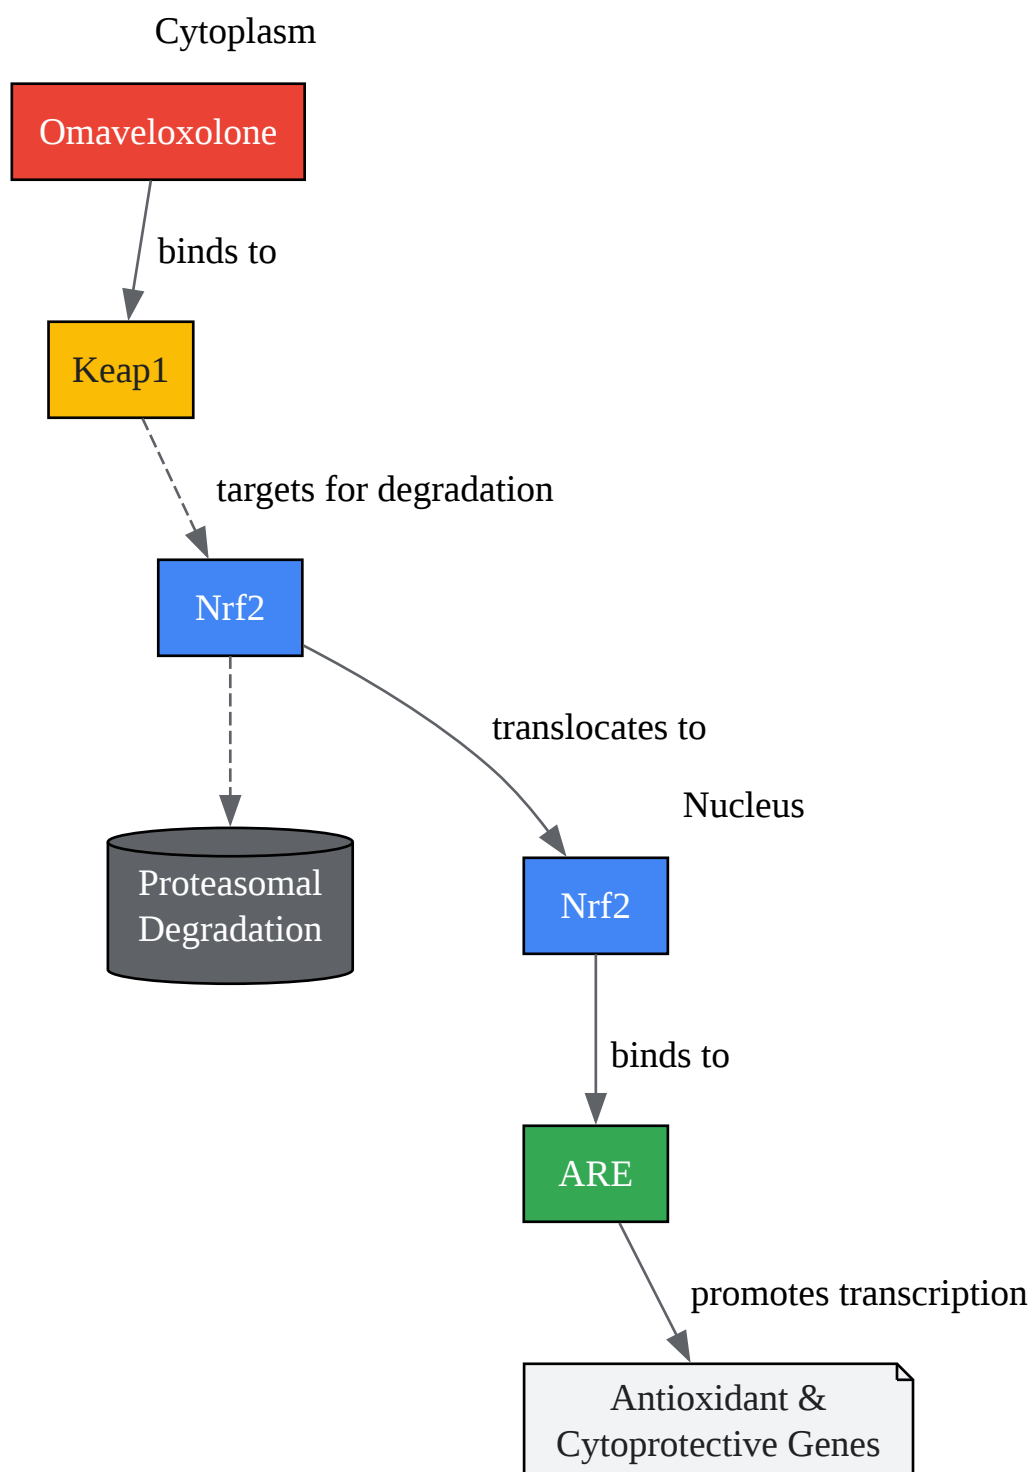 Cytoplasm
Omaveloxolone
binds to
Keap1
targets for degradation
Nrf2
translocates to
Nucleus
Proteasomal
Degradation
Nrf2
binds to
ARE
promotes transcription
Antioxidant &
Cytoprotective Genes